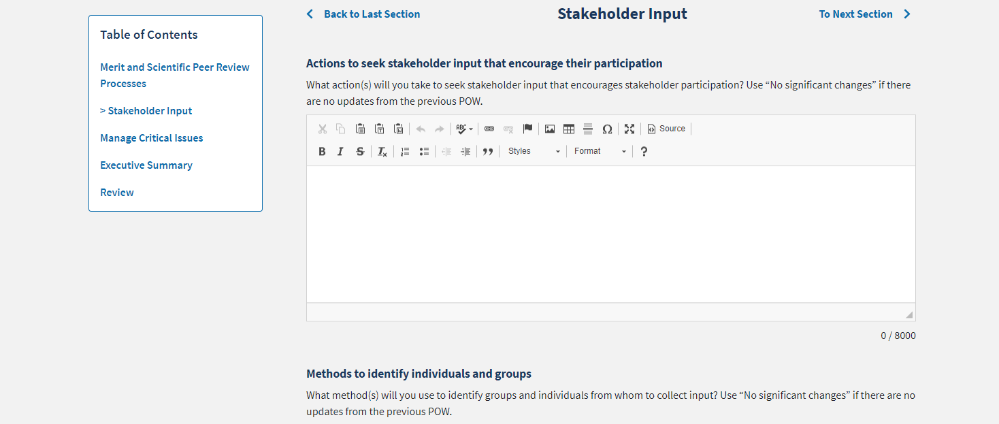 Table of Contents
Merit and Scientific Peer Review
Processes
> Stakeholder Input
Manage Critical Issues
Executive Summary
Review
Back to Last Section
Stakeholder Input
To Next Section
Actions to seek stakeholder input that encourage their participation
What action(s) will you take to seek stakeholder input that encourages stakeholder participation? Use “No significant changes” if there
are no updates from the previous POW.
ABC
Source
B I S Ix Styles Format ?
0 / 8000
Methods to identify individuals and groups
What method(s) will you use to identify groups and individuals from whom to collect input? Use “No significant changes” if there are no
updates from the previous POW.